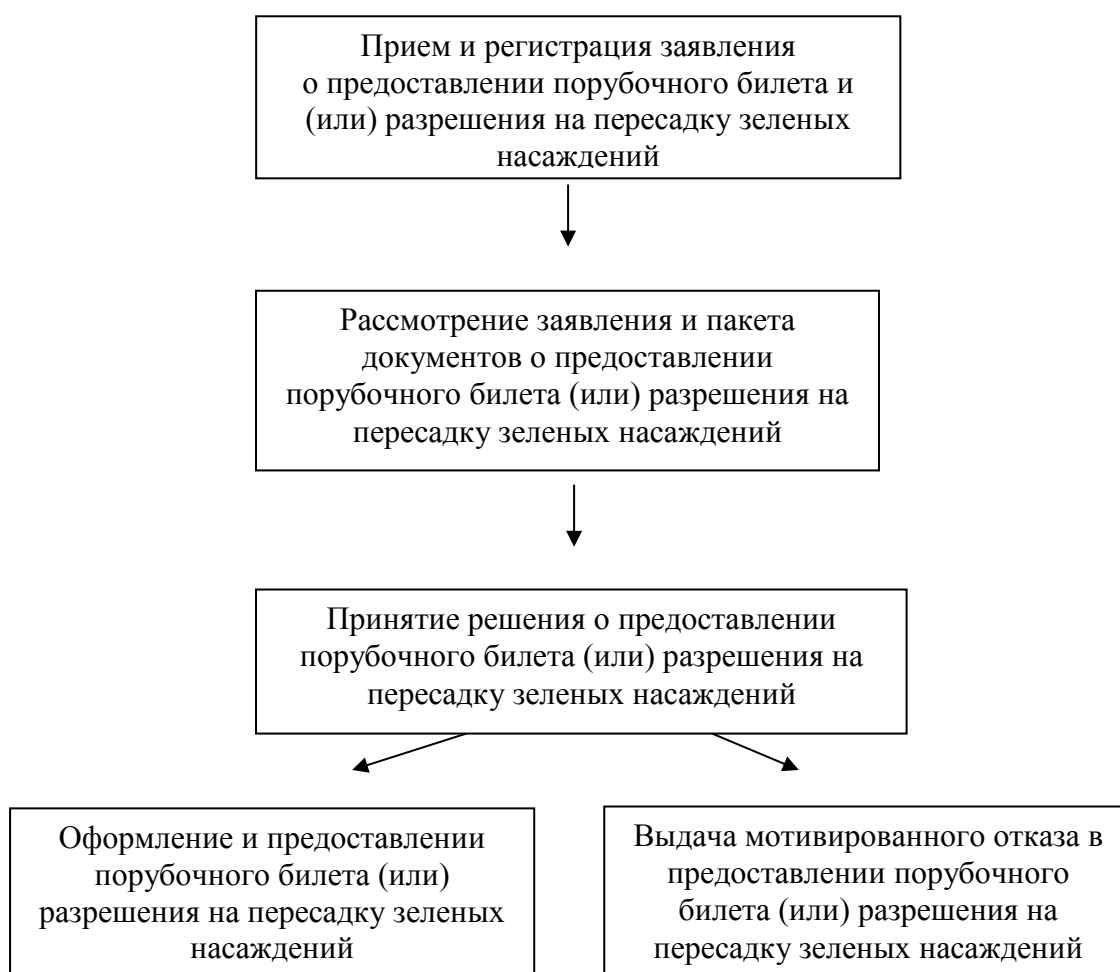 Прием и регистрация заявления
о предоставлении порубочного билета и
(или) разрешения на пересадку зеленых
насаждений
Рассмотрение заявления и пакета
документов о предоставлении
порубочного билета (или) разрешения на
пересадку зеленых насаждений
Принятие решения о предоставлении
порубочного билета (или) разрешения на
пересадку зеленых насаждений
Оформление и предоставлении
порубочного билета (или)
разрешения на пересадку зеленых
насаждений
Выдача мотивированного отказа в
предоставлении порубочного
билета (или) разрешения на
пересадку зеленых насаждений